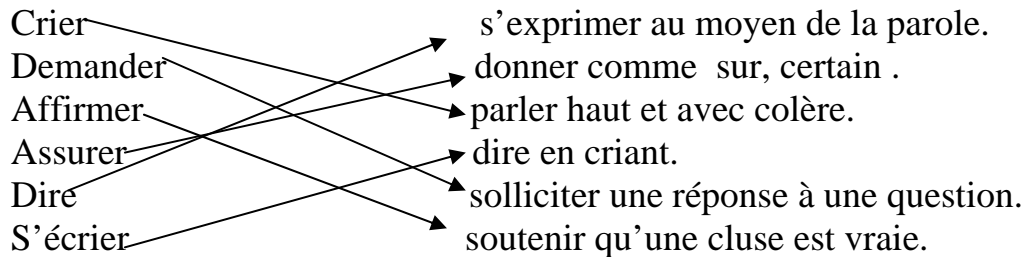 Crier s’exprimer au moyen de la parole.
Demander donner comme sur, certain .
Affirmer parler haut et avec colère.
Assurer dire en criant.
Dire solliciter une réponse à une question.
S’écrier soutenir qu’une cluse est vraie.